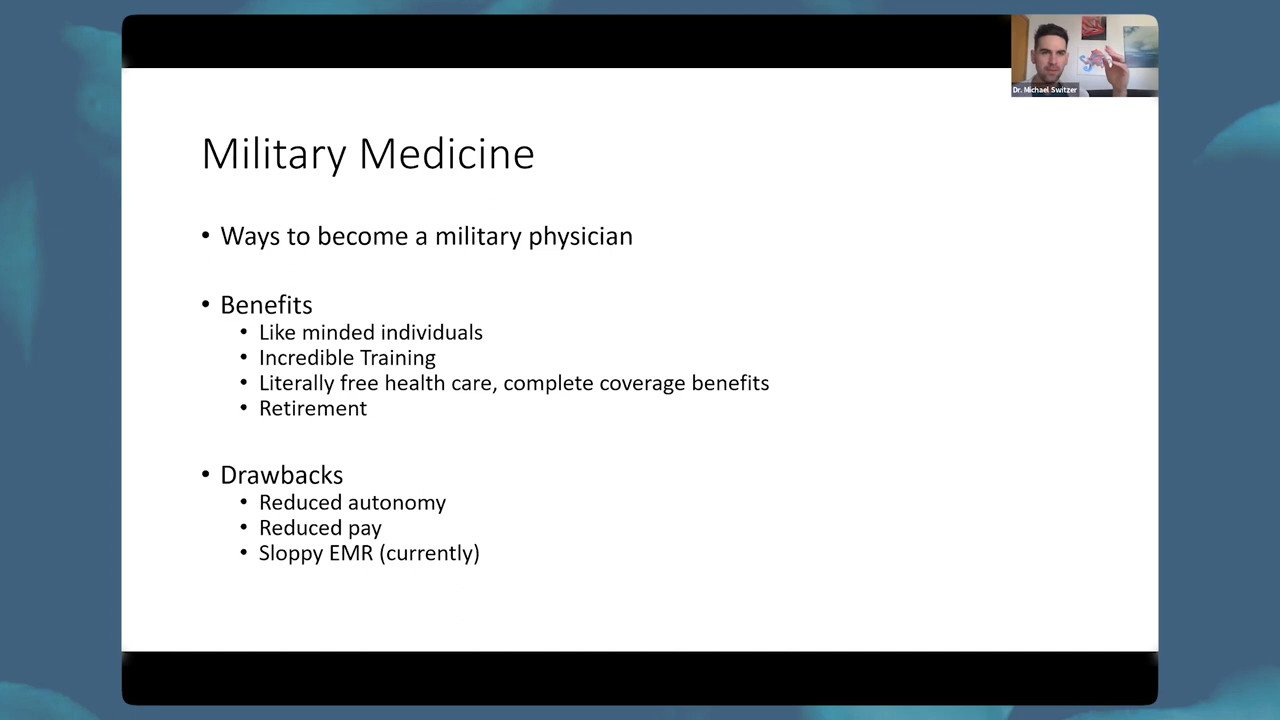 Dr. Michael Switzer
Military Medicine
• Ways to become a military physician
• Benefits
• Like minded individuals
• Incredible Training
• Literally free health care, complete coverage benefits
• Retirement
• Drawbacks
• Reduced autonomy
• Reduced pay
• Sloppy EMR (currently)